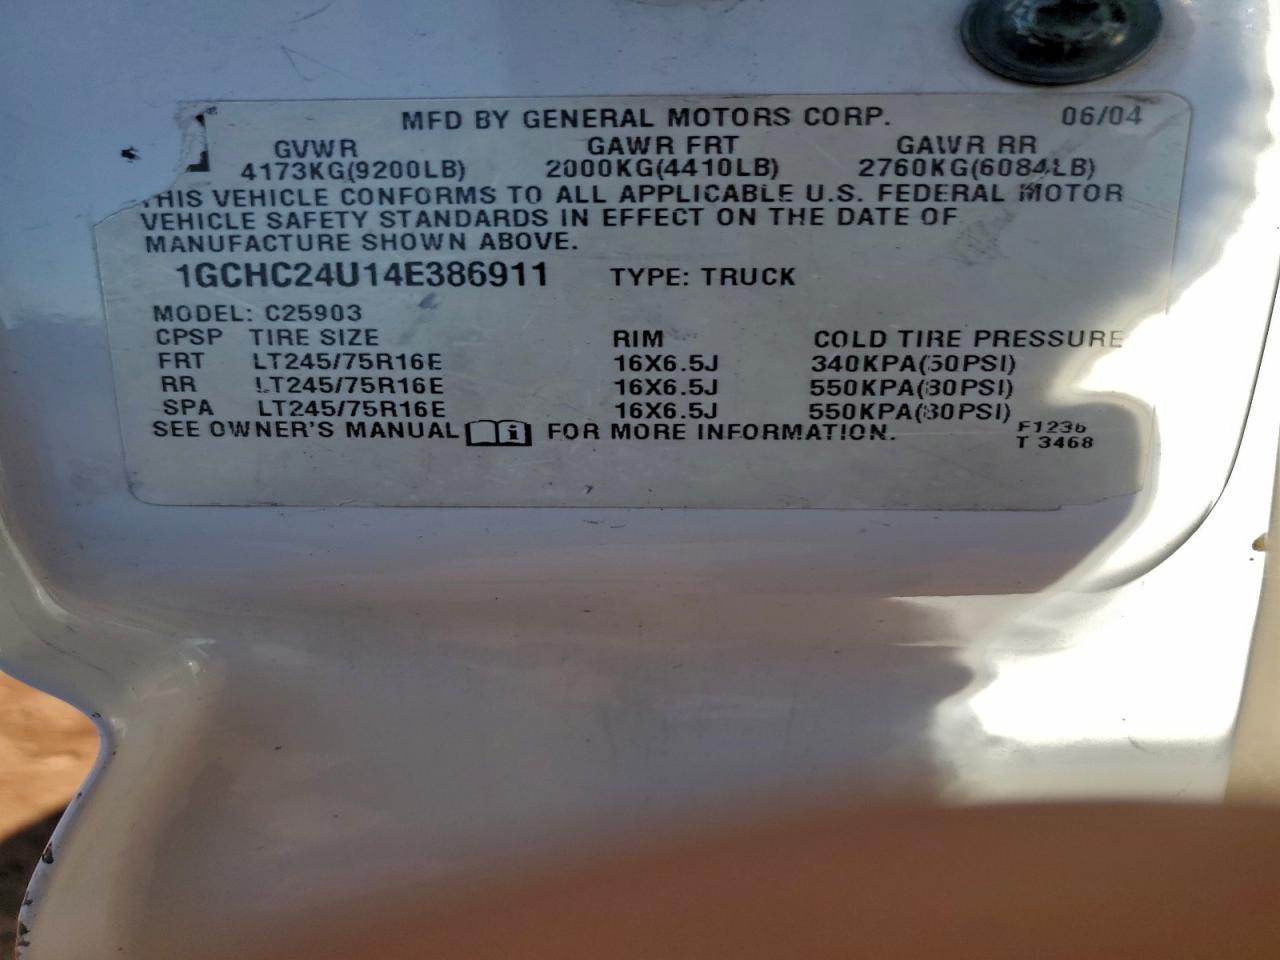 MFD BY GENERAL MOTORS CORP. 06/04
GVWR GAWR FRT GAWR RR
4173KG(9200LB) 2000KG(4410LB) 2760KG(6084LB)
THIS VEHICLE CONFORMS TO ALL APPLICABLE U.S. FEDERAL MOTOR
VEHICLE SAFETY STANDARDS IN EFFECT ON THE DATE OF
MANUFACTURE SHOWN ABOVE.
1GCHC24U14E386911 TYPE: TRUCK
MODEL: C25903
CPSP TIRE SIZE RIM COLD TIRE PRESSURE
FRT LT245/75R16E 16X6.5J 340KPA(50PSI)
RR LT245/75R16E 16X6.5J 550KPA(80PSI)
SPA LT245/75R16E 16X6.5J 550KPA(80PSI)
SEE OWNER'S MANUAL i FOR MORE INFORMATION. F1236
T 3468